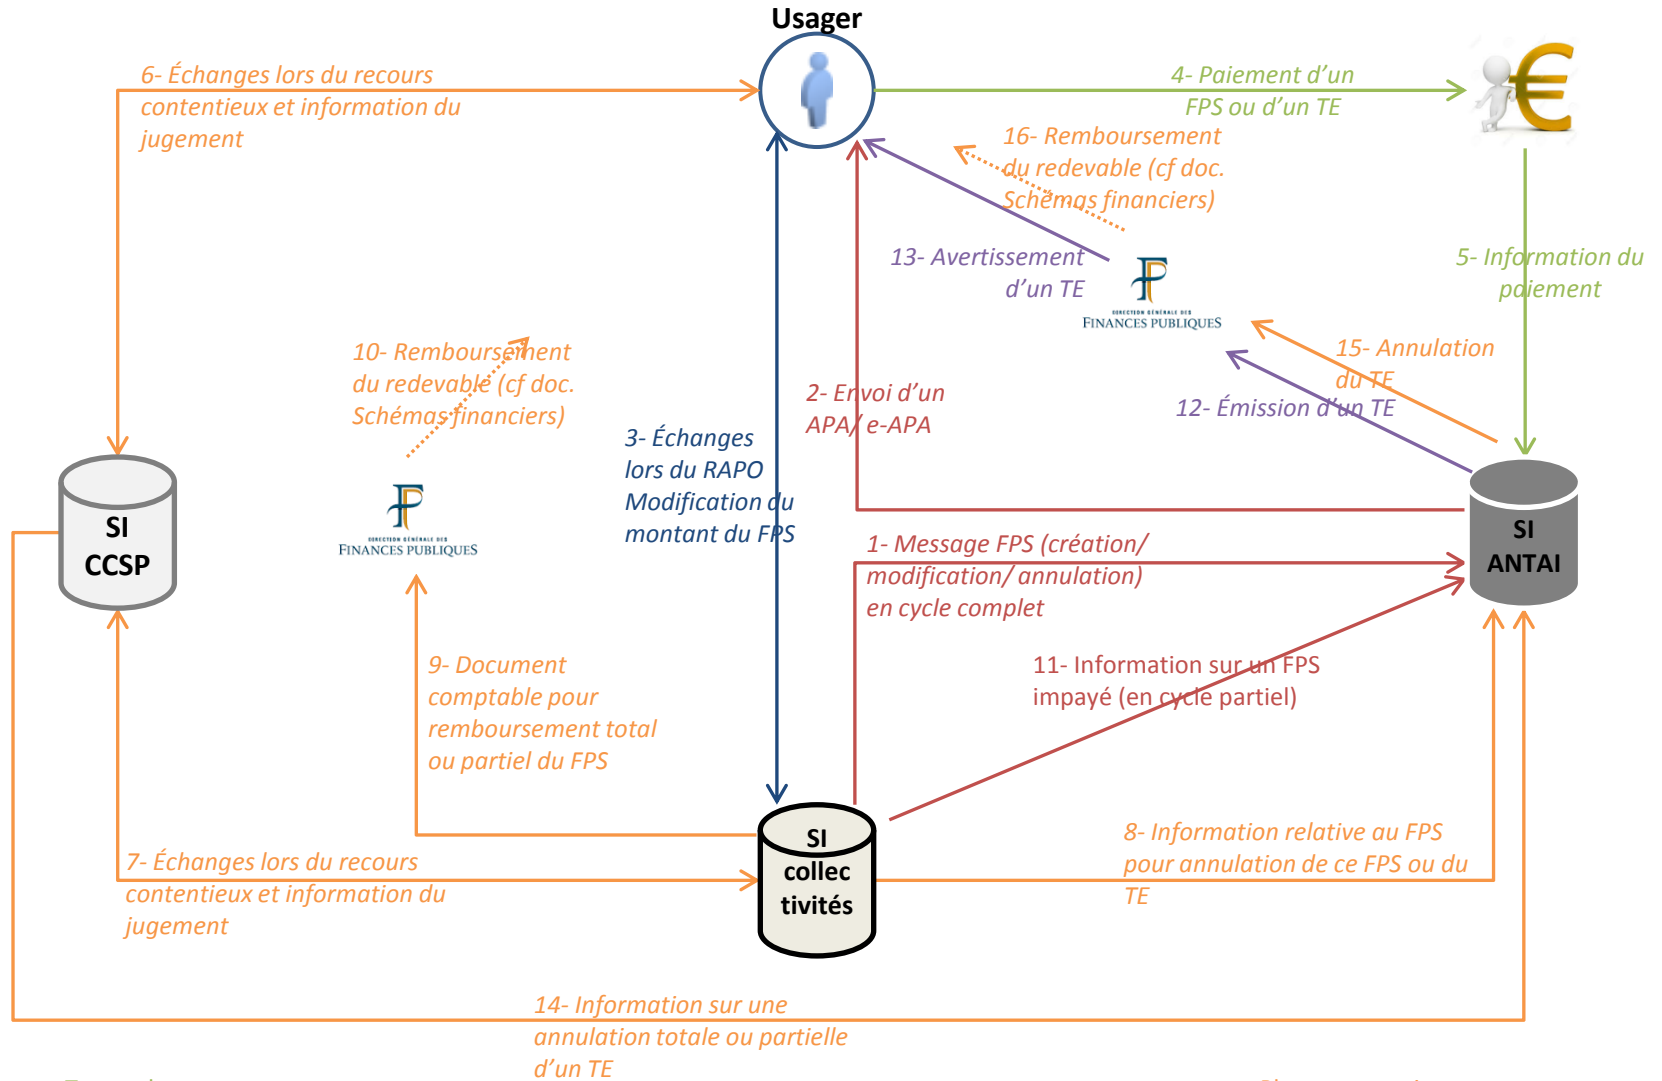 Usager
6- Échanges lors du recours
contentieux et information du
jugement
4- Paiement d’un
FPS ou d’un TE
16- Remboursement
du redevable (cf doc.
Schémas financiers)
13- Avertissement
d’un TE
5- Information du
paiement
DIRECTION GÉNÉRALE DES
FINANCES PUBLIQUES
10- Remboursement
du redevable (cf doc.
Schémas financiers)
15- Annulation
du TE
12- Émission d’un TE
2- Envoi d’un
APA/ e-APA
3- Échanges
lors du RAPO
Modification du
montant du FPS
SI
CCSP
DIRECTION GÉNÉRALE DES
FINANCES PUBLIQUES
SI
ANTAI
1- Message FPS (création/
modification/ annulation)
en cycle complet
9- Document
comptable pour
remboursement total
ou partiel du FPS
11- Information sur un FPS
impayé (en cycle partiel)
SI
collec
tivités
7- Échanges lors du recours
contentieux et information du
jugement
8- Information relative au FPS
pour annulation de ce FPS ou du
TE
14- Information sur une
annulation totale ou partielle
d’un TE